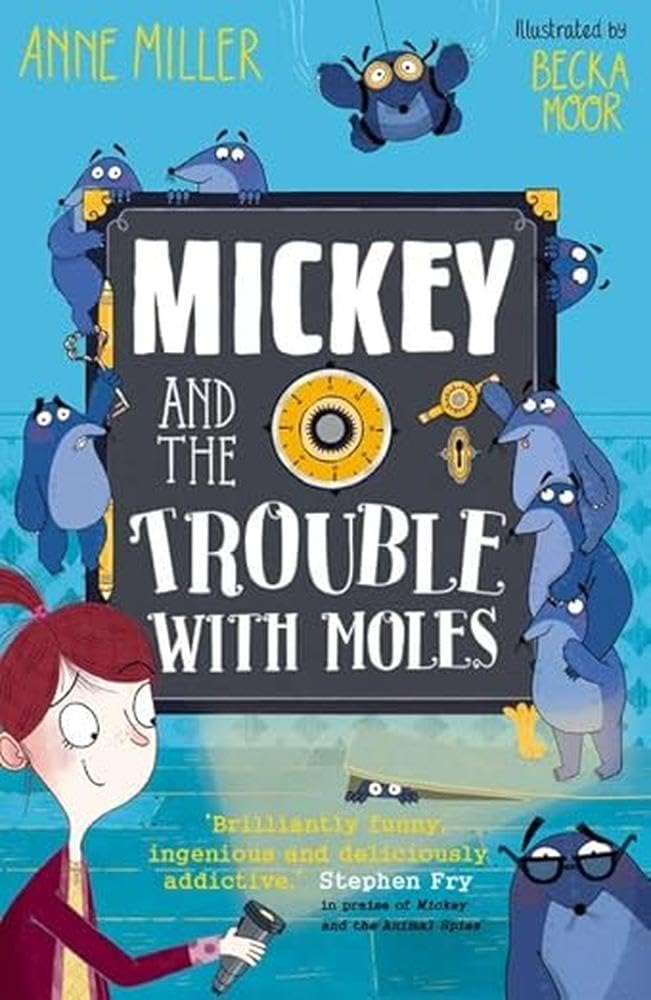 ANNE MILLER
Illustrated by
BECKA
MOOR
MICKEY
AND
THE
TROUBLE
WITH MOLES
'Brilliantly funny,
ingenious and deliciously
addictive.' Stephen Fry
in praise of Mickey
and the Animal Spies